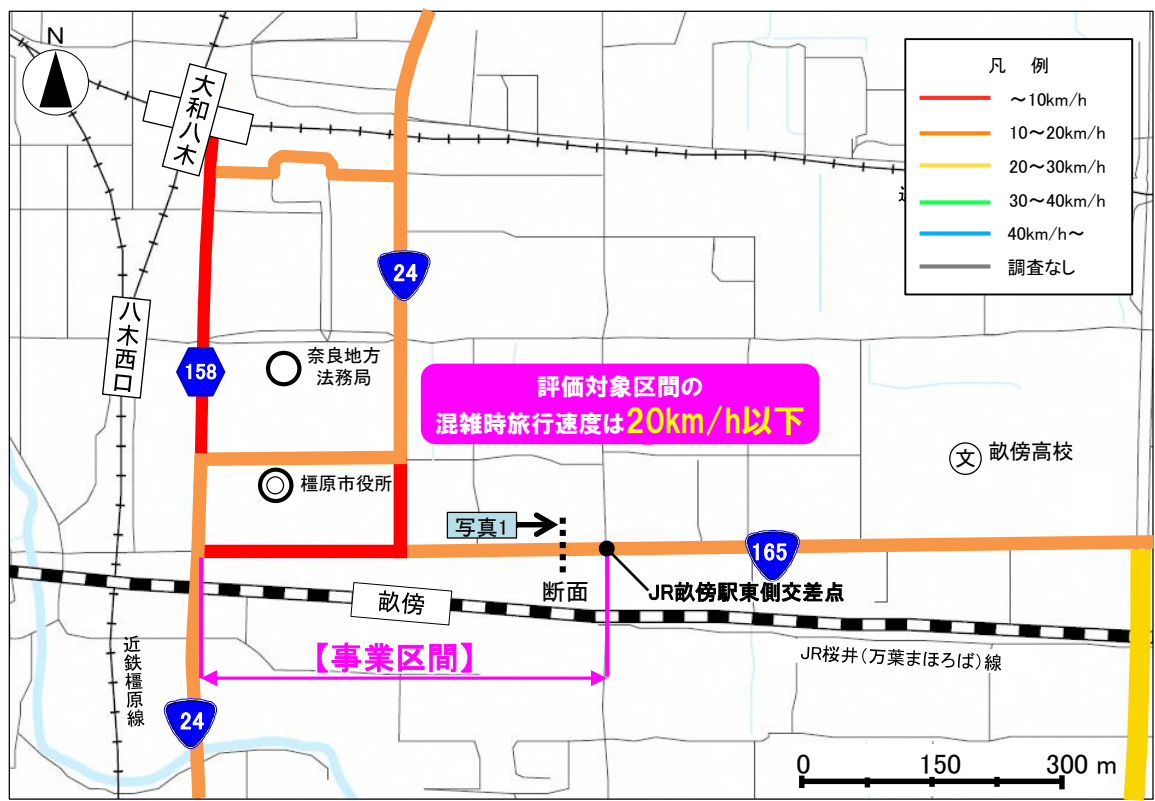 N
大和八木
八木西口
24
158
奈良地方
法務局
橿原市役所
評価対象区間の
混雑時旅行速度は20km/h以下
凡 例
～10km/h
10～20km/h
20～30km/h
30～40km/h
40km/h～
調査なし
文 畝傍高校
写真1
断面
165
JR畝傍駅東側交差点
畝傍
【事業区間】
JR桜井（万葉まほろば）線
近鉄橿原線
24
0 150 300 m